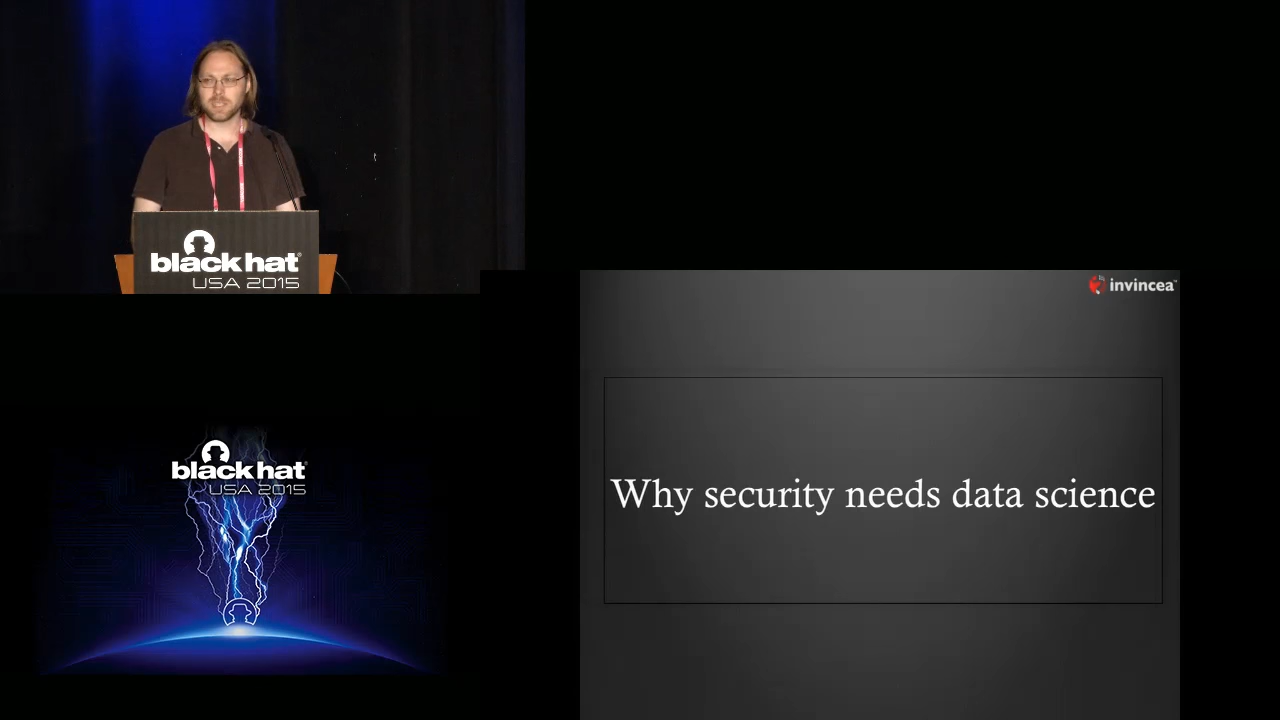 black hat
USA 2015
invincea
Why security needs data science
black hat
USA 2015